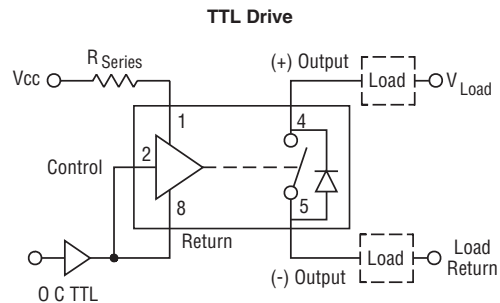 TTL Drive
R Series
Vcc
(+) Output
Load
V Load
1
4
Control
2
8
5
Return
Load
Load
Return
(-) Output
O C TTL